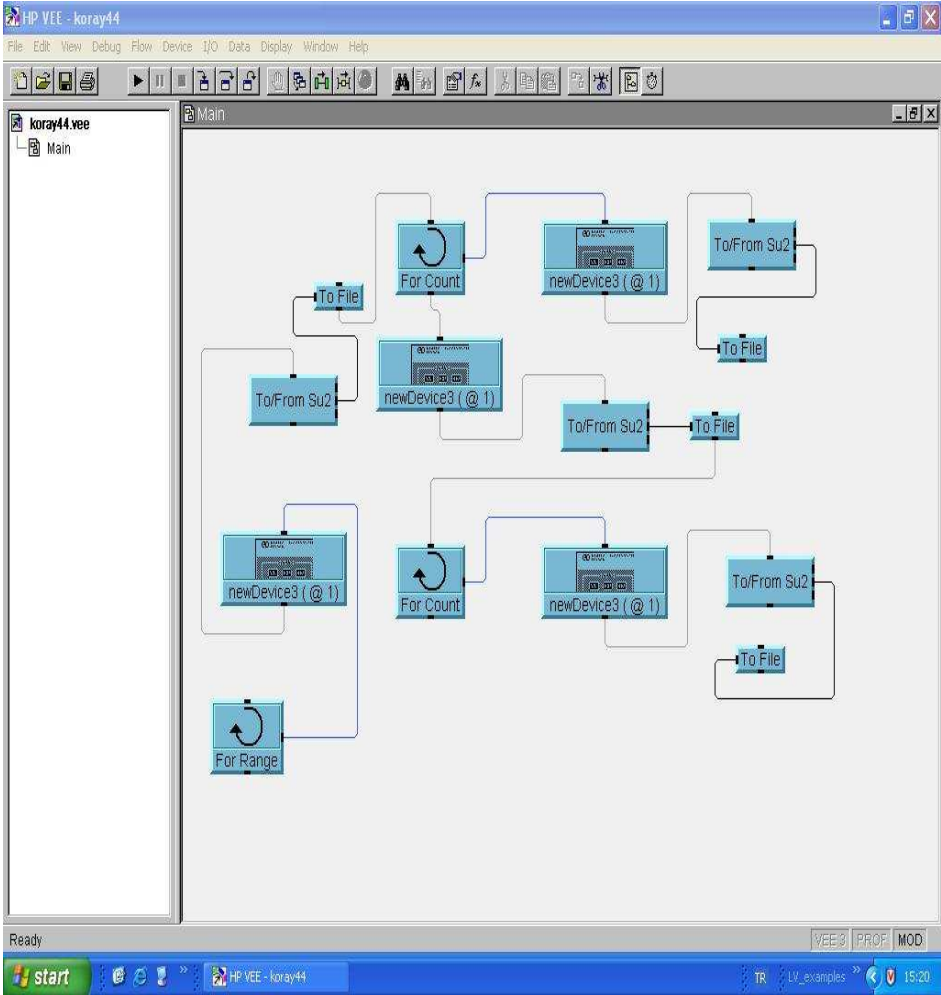 HP VEE - koray44
File Edit View Debug Flow Device I/O Data Display Window Help
koray44.vee
Main
Main
For Count
newDevice3 ( @ 1)
To/From Su2
To File
To File
newDevice3 ( @ 1)
To/From Su2
To/From Su2
To File
newDevice3 ( @ 1)
For Count
newDevice3 ( @ 1)
To/From Su2
To File
For Range
Ready
VEE 3 PROF MOD
start
HP VEE - koray44
TR
LV_examples
15:20